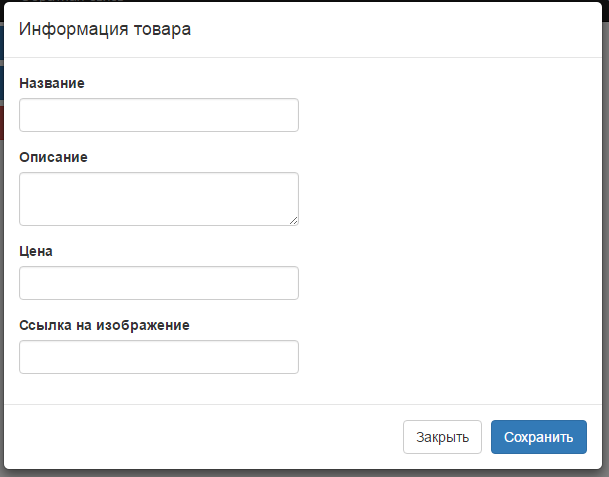 Информация товара
Название
Описание
Цена
Ссылка на изображение
Закрыть Сохранить